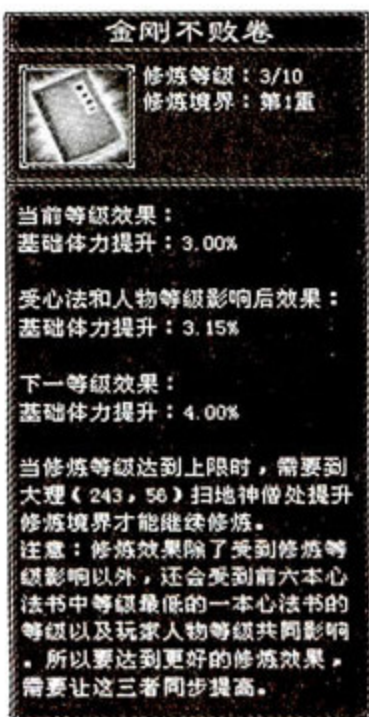 金刚不败卷
修炼等级：3/10
修炼境界：第1重
当前等级效果：
基础体力提升：3.00%
受心法和人物等级影响后效果：
基础体力提升：3.15%
下一等级效果：
基础体力提升：4.00%
当修炼等级达到上限时，需要到
大理（243，56）扫地神僧处提升
修炼境界才能继续修炼。
注意：修炼效果除了受到修炼等
级影响以外，还会受到前六本心
法书中等级最低的一本心法书的
等级以及玩家人物等级共同影响
。所以要达到更好的修炼效果，
需要让这三者同步提高。